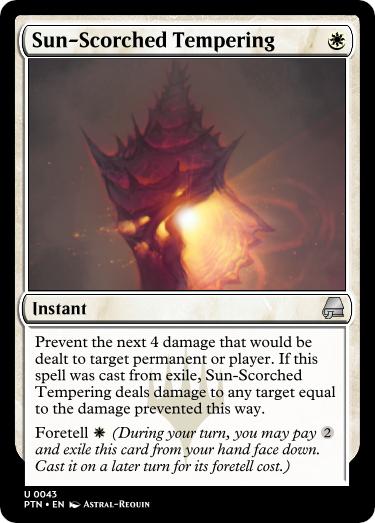 Sun-Scorched Tempering
Instant
Prevent the next 4 damage that would be
dealt to target permanent or player. If this
spell was cast from exile, Sun-Scorched
Tempering deals damage to any target equal
to the damage prevented this way.
Foretell (During your turn, you may pay 2
and exile this card from your hand face down.
Cast it on a later turn for its foretell cost.)
U 0043
PTN • EN Astral-Requin